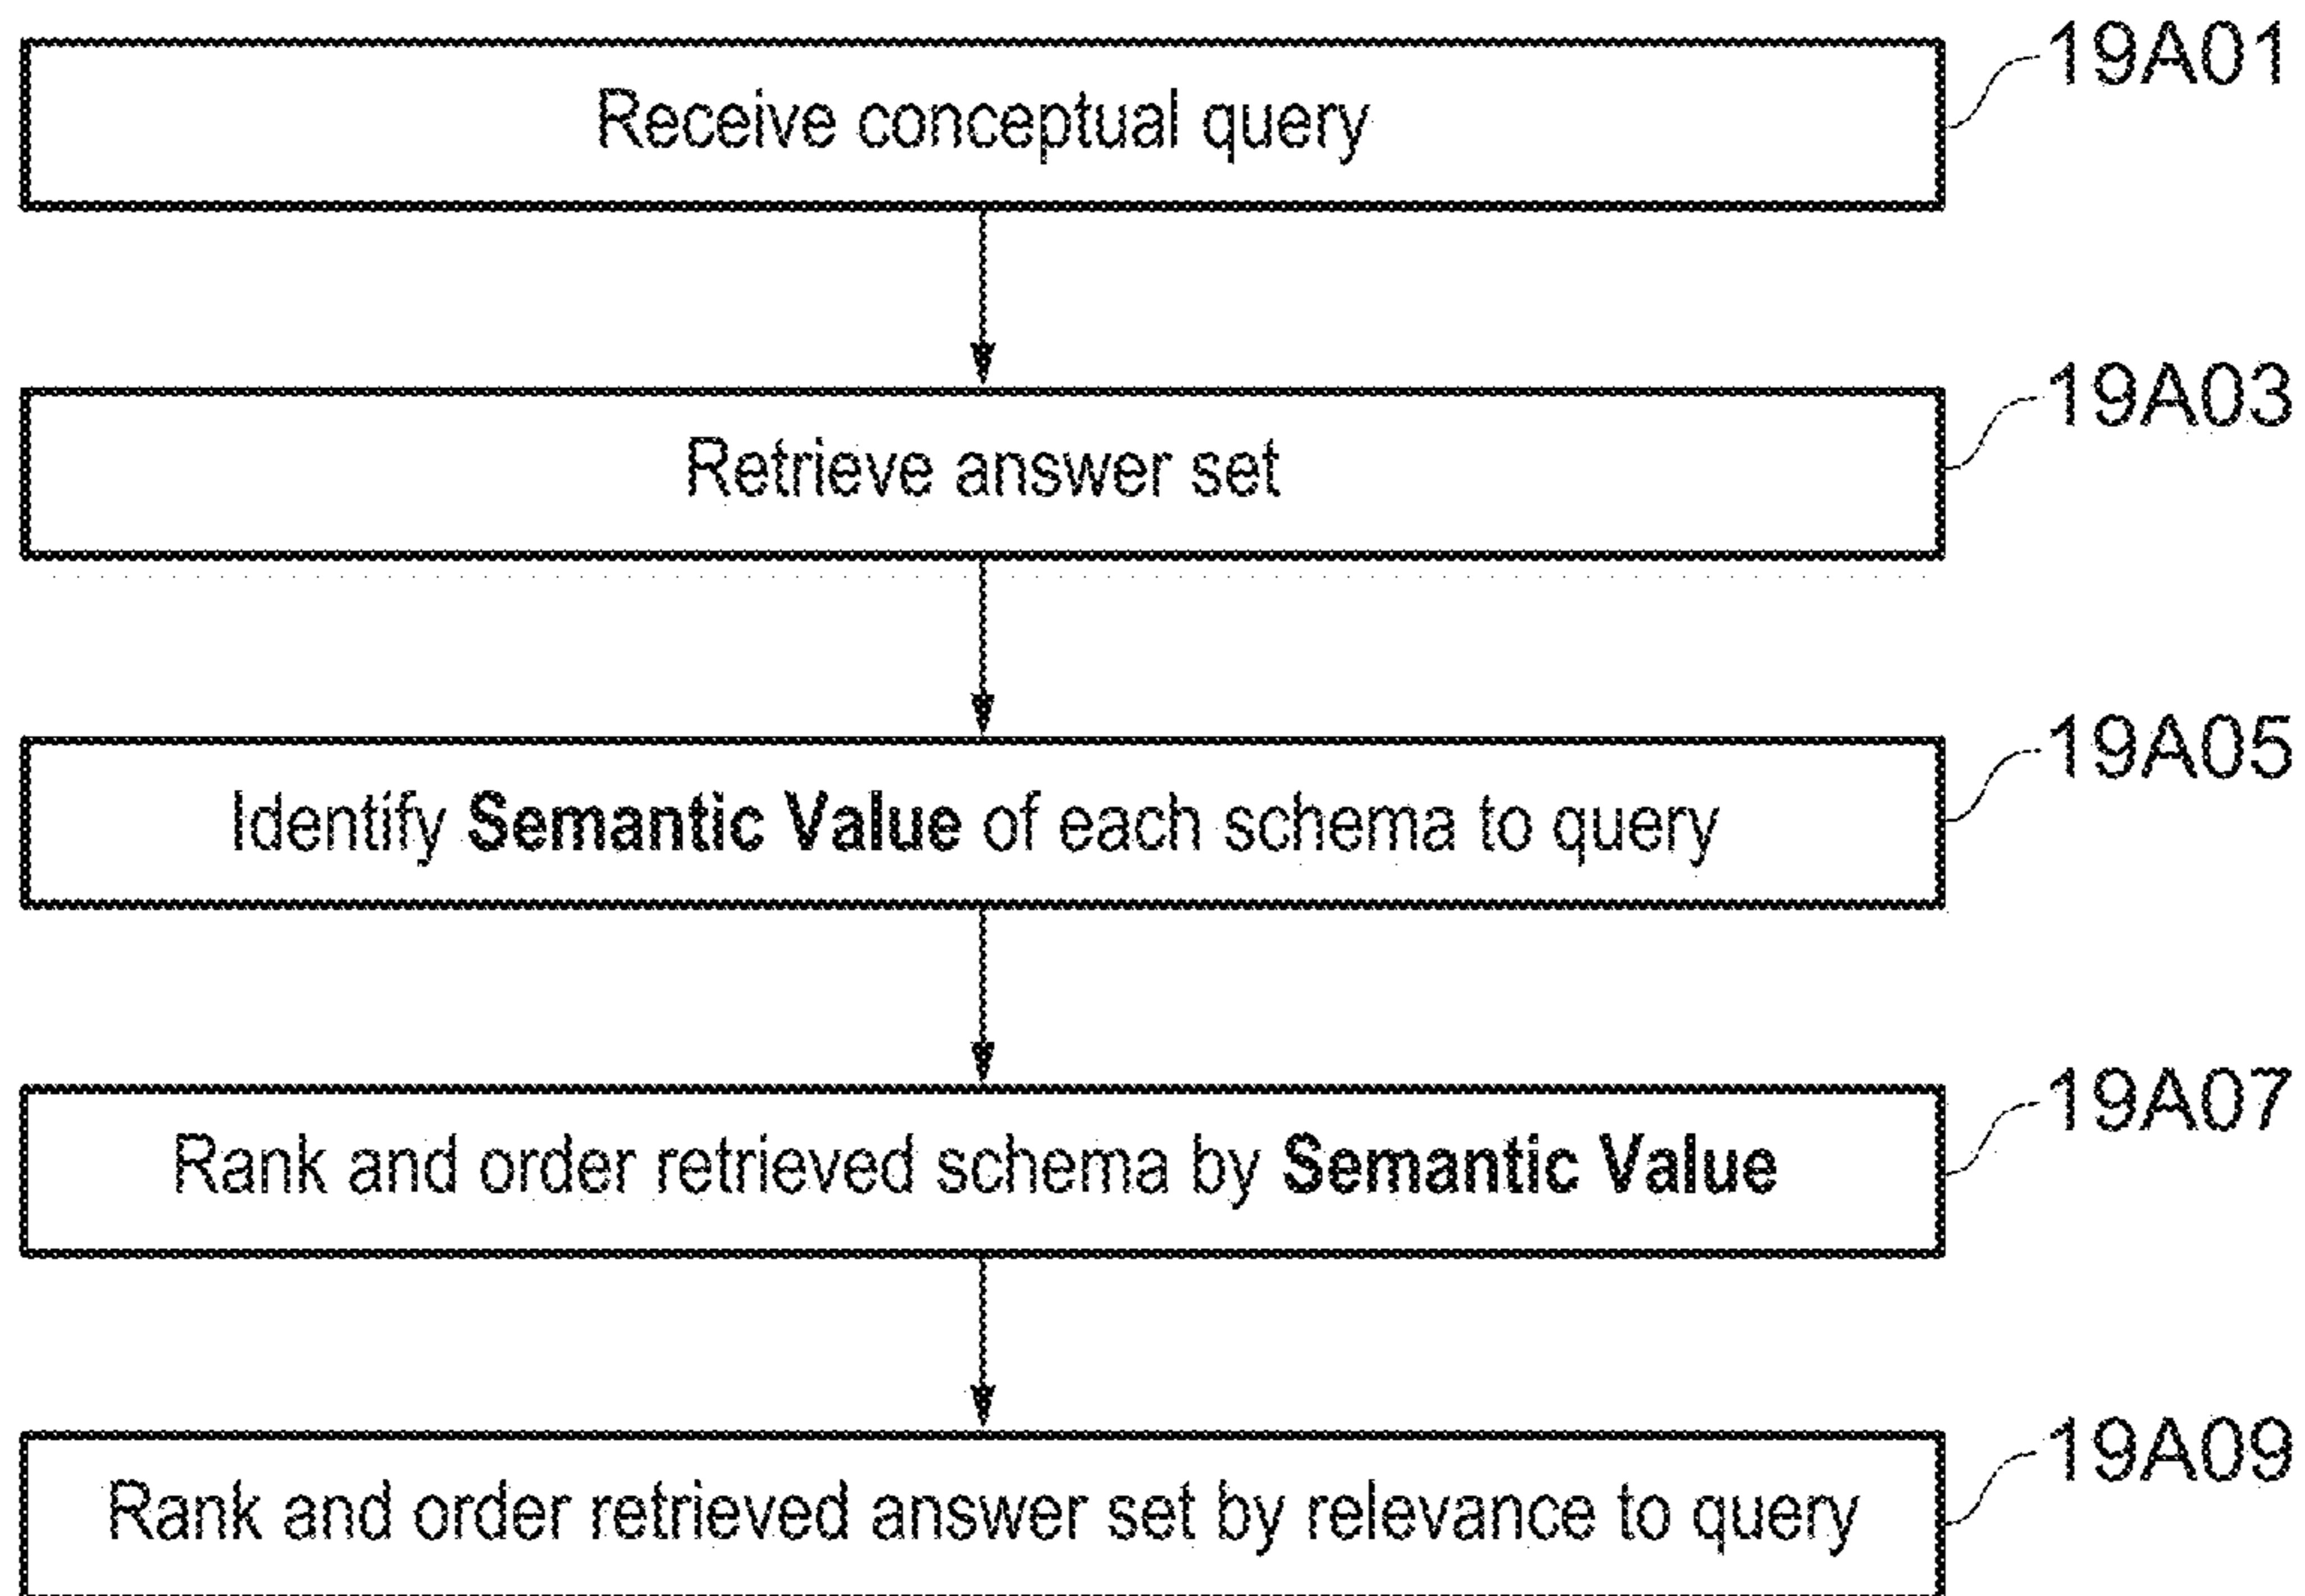 Receive conceptual query
19A01
Retrieve answer set
19A03
Identify Semantic Value of each schema to query
19A05
Rank and order retrieved schema by Semantic Value
19A07
Rank and order retrieved answer set by relevance to query
19A09